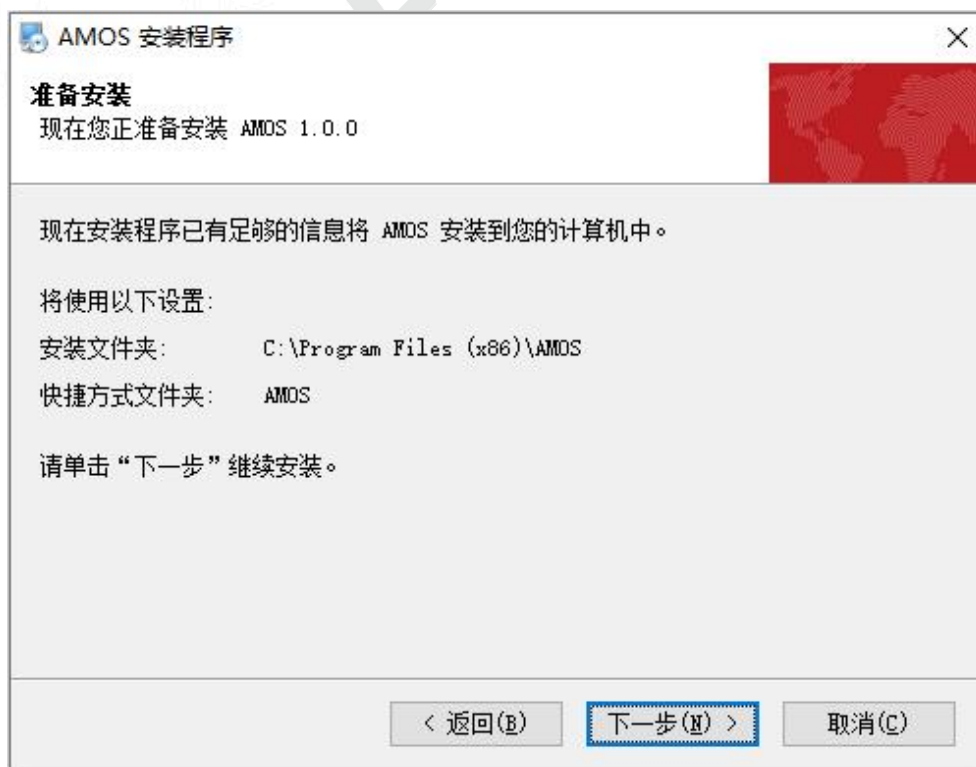 AMOS 安装程序
准备安装
现在您正准备安装 AMOS 1.0.0
现在安装程序已有足够的信息将 AMOS 安装到您的计算机中。
将使用以下设置:
安装文件夹: C:\Program Files (x86)\AMOS
快捷方式文件夹: AMOS
请单击“下一步”继续安装。
< 返回(B) 下一步(N) > 取消(C)